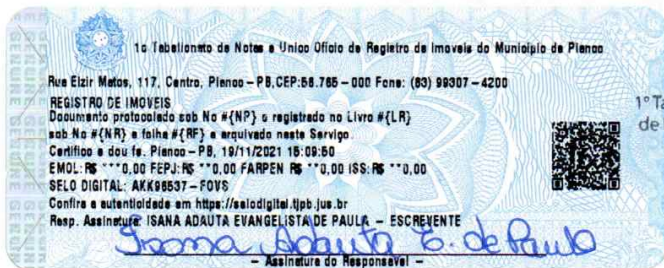 1o Tabelionato de Notas e Unico Oficio de Registro de Imoveis do Municipio de Pianco
Rua Elzir Matos, 117, Centro, Pianco – PB,CEP:58.765 – 000 Fone: (83) 99307 – 4200
REGISTRO DE IMOVEIS
Documento protocolado sob No #{NP} e registrado no Livro #{LR}
sob No #{NR} e folha #{RF} e arquivado neste Serviço.
Certifico e dou fe. Pianco – PB, 19/11/2021 15:09:50
EMOL:R$ ***0,00 FEPJ:R$ **0,00 FARPEN R$ **0,00 ISS:R$ **0,00
SELO DIGITAL: AKK96537 – FOVS
Confira a autenticidade em https://selodigital.tjpb.jus.br
Resp. Assinatura: ISANA ADAUTA EVANGELISTA DE PAULA – ESCREVENTE
Isana Adauta E. de Paula
– Assinatura do Responsavel –
1º Ta
de